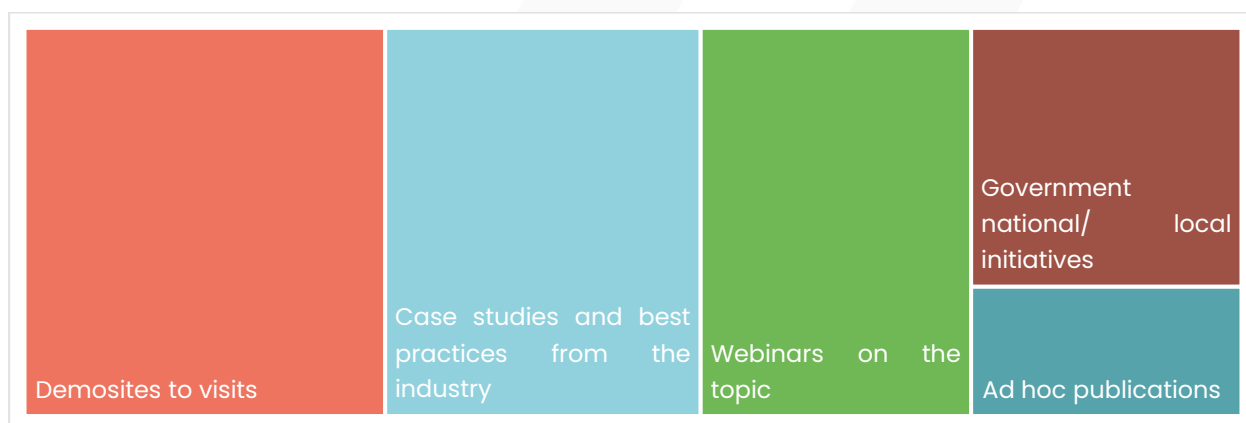 Demosites to visits
Case studies and best
practices from the
industry
Webinars on the
topic
Government
national/ local
initiatives
Ad hoc publications